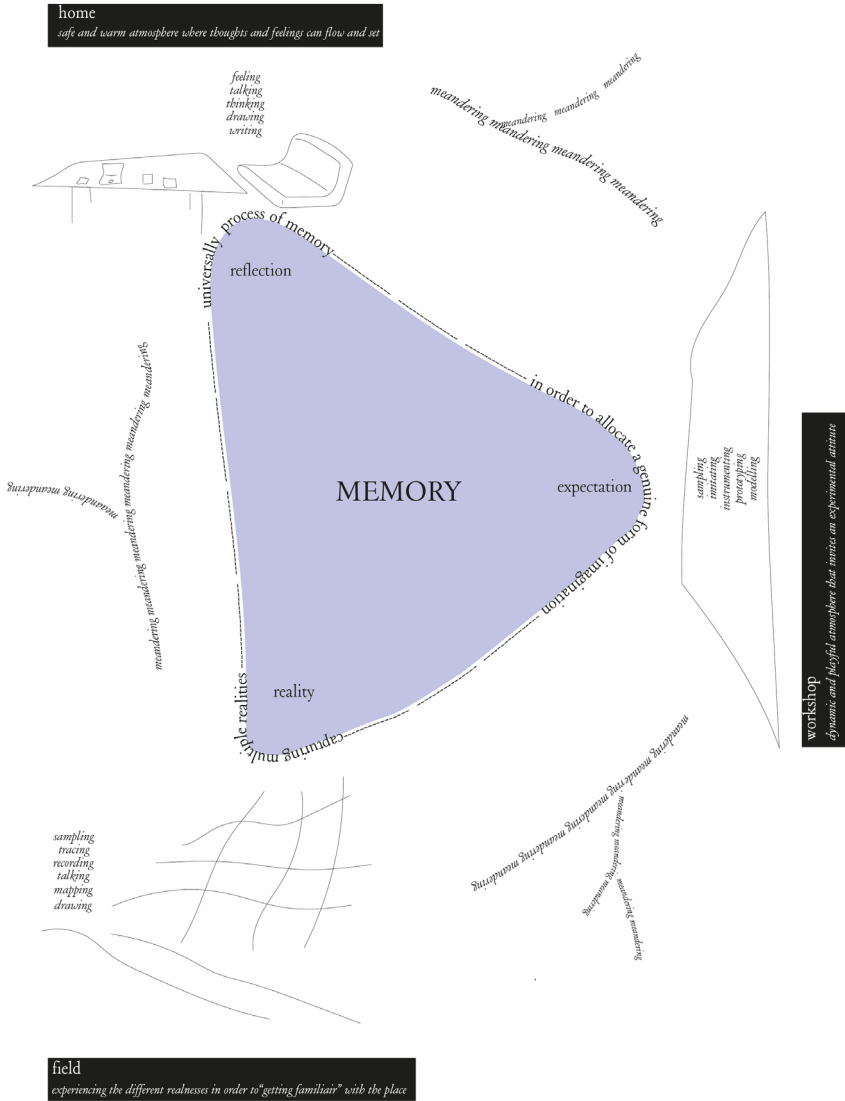 home
safe and warm atmosphere where thoughts and feelings can flow and set
feeling
talking
thinking
drawing
writing
meandering meandering meandering
meandering meandering meandering meandering
universally process of memory
reflection
in order to allocate a genuine form of imagination
MEMORY
expectation
reality
capturing multiple realities
meandering meandering meandering meandering meandering
meandering meandering
sampling
imitating
instrumenting
prototyping
modelling
workshop
dynamic and playful atmosphere that invites an experimental attitute
meandering meandering meandering meandering meandering
meandering meandering meandering
meandering meandering
sampling
tracing
recording
talking
mapping
drawing
field
experiencing the different realnesses in order to“getting familiair” with the place